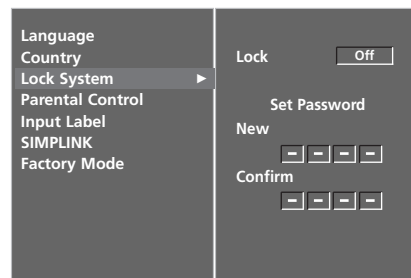 Language
Country
Lock System ►
Parental Control
Input Label
SIMPLINK
Factory Mode
Lock Off
Set Password
New
– – – –
Confirm
– – – –